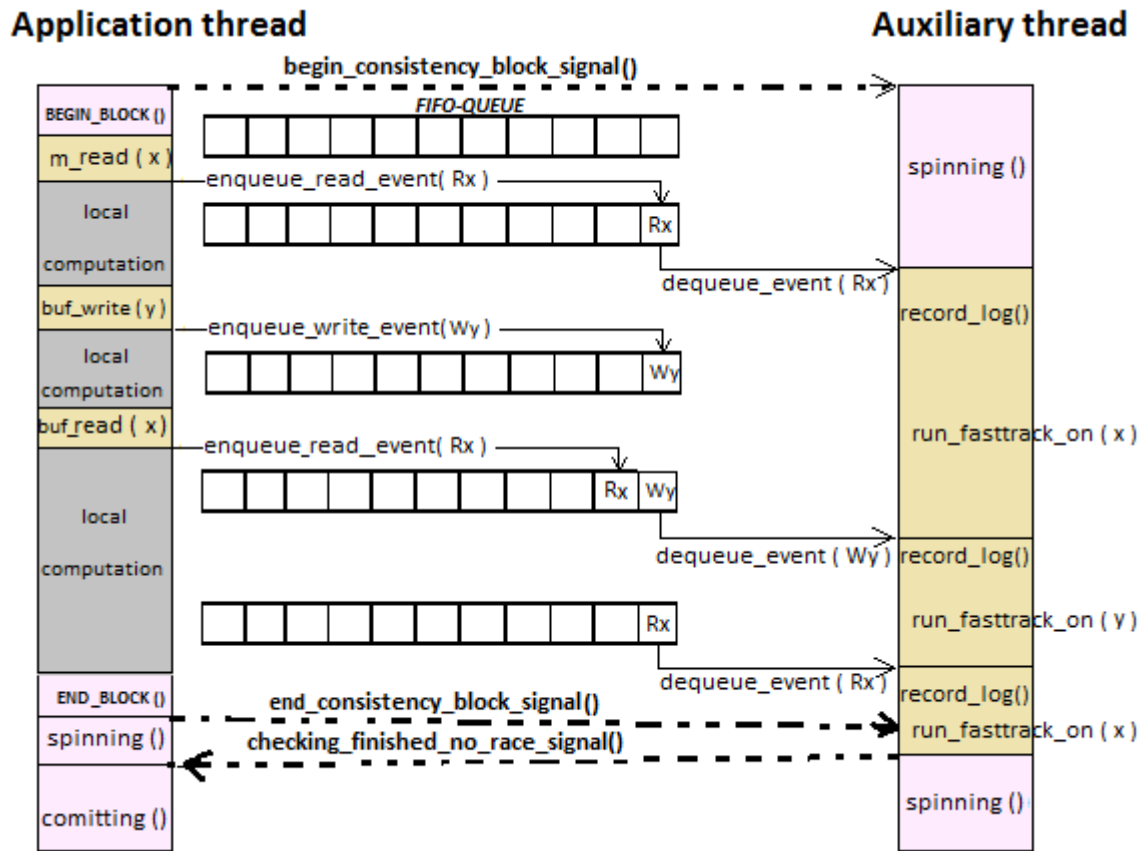 Application thread
Auxiliary thread
begin_consistency_block_signal()
BEGIN_BLOCK ()
FIFO-QUEUE
m_read ( x )
spinning ()
enqueue_read_event( Rx )
local
computation
Rx
dequeue_event ( Rx )
buf_write ( y )
record_log()
enqueue_write_event(Wy)
local
computation
Wy
buf_read ( x )
run_fasttrack_on ( x )
enqueue_read_event( Rx )
Rx
Wy
local
computation
dequeue_event ( Wy )
record_log()
Rx
run_fasttrack_on ( y )
dequeue_event ( Rx )
END_BLOCK ()
end_consistency_block_signal()
record_log()
spinning ()
checking_finished_no_race_signal()
run_fasttrack_on ( x )
comitting ()
spinning ()